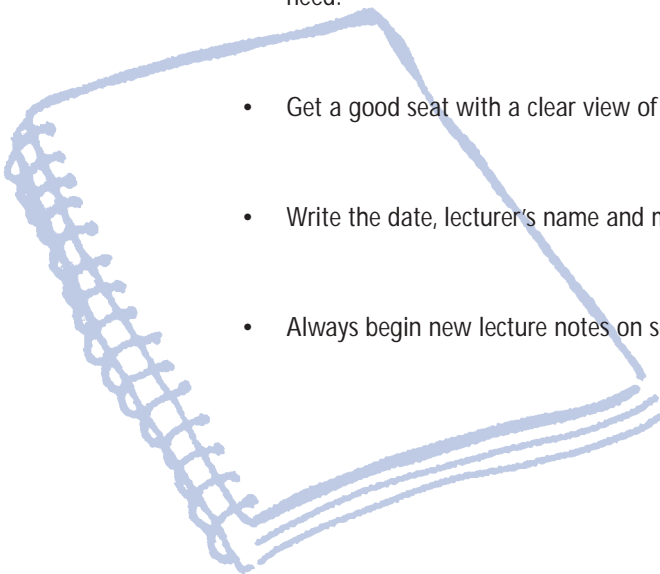 need.
• Get a good seat with a clear view of
• Write the date, lecturer's name and
• Always begin new lecture notes on